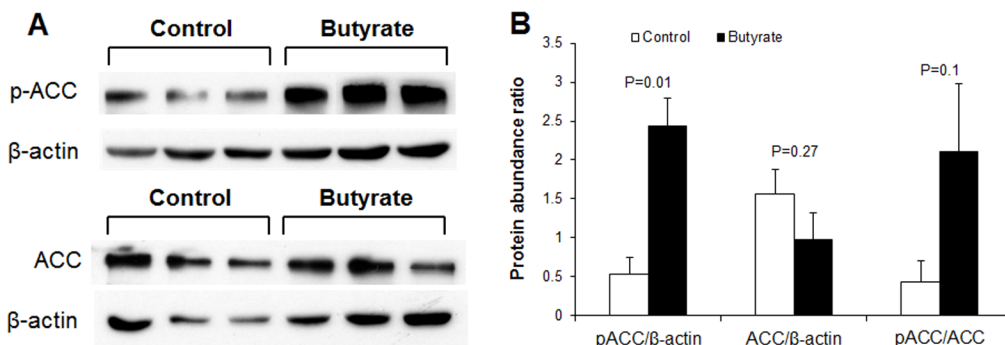 A
Control Butyrate
p-ACC
β-actin
Control Butyrate
ACC
β-actin
B
3.5
3
2.5
2
1.5
1
0.5
0
Protein abundance ratio
Control Butyrate
P=0.01
P=0.27
P=0.1
pACC/β-actin ACC/β-actin pACC/ACC